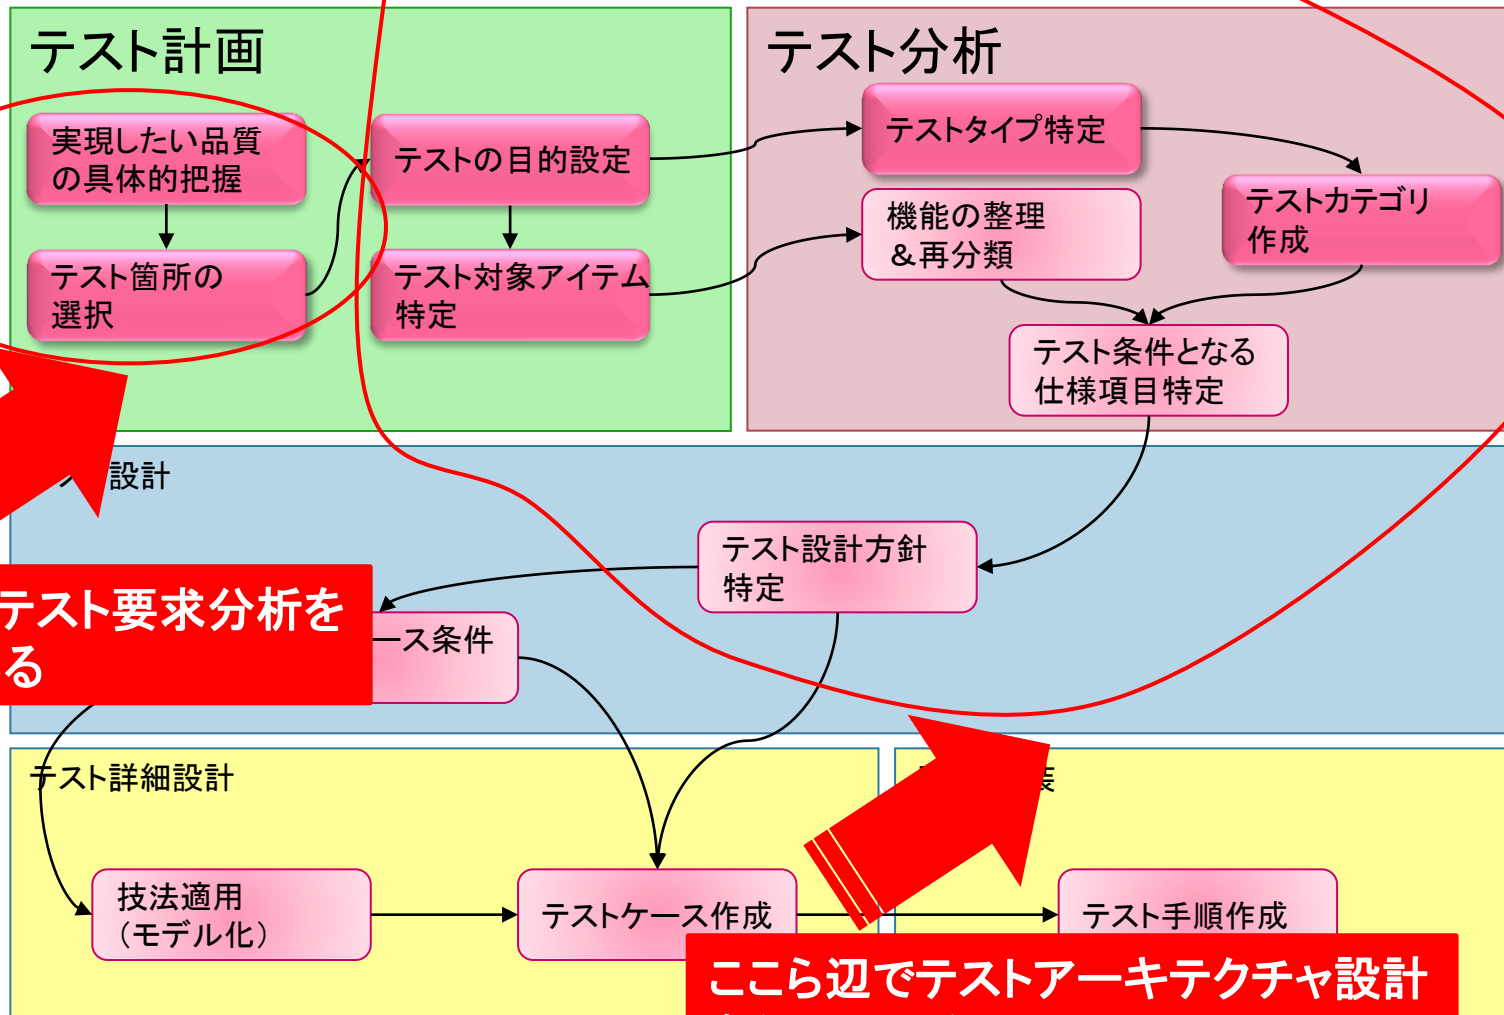 テスト計画
実現したい品質
の具体的把握
テスト箇所の
選択
テストの目的設定
テスト対象アイテム
特定
テスト分析
テストタイプ特定
機能の整理
&再分類
テストカテゴリ
作成
テスト条件となる
仕様項目特定
設計
テスト設計方針
特定
テスト要求分析を
る
ース条件
テスト詳細設計
技法適用
（モデル化）
テストケース作成
装
テスト手順作成
ここら辺でテストアーキテクチャ設計